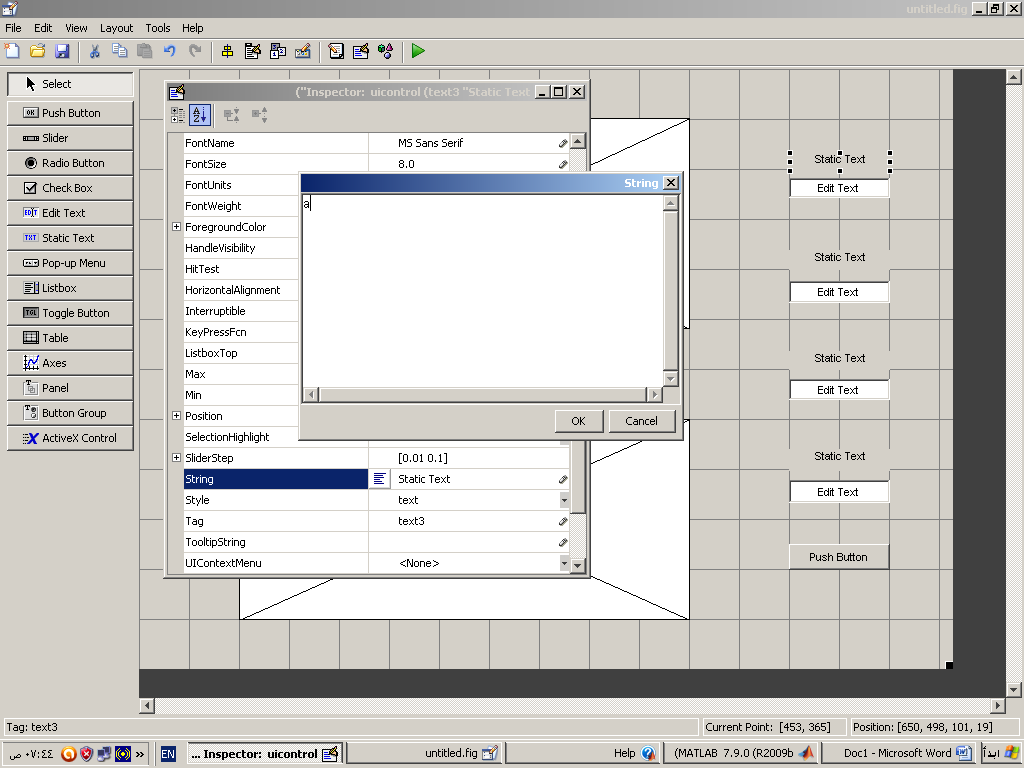 untitled.fig
File Edit View Layout Tools Help
Select
Push Button
Slider
Radio Button
Check Box
Edit Text
Static Text
Pop-up Menu
Listbox
Toggle Button
Table
Axes
Panel
Button Group
ActiveX Control
("Inspector: uicontrol (text3 "Static Text
FontName MS Sans Serif
FontSize 8.0
FontUnits
FontWeight
ForegroundColor
HandleVisibility
HitTest
HorizontalAlignment
Interruptible
KeyPressFcn
ListboxTop
Max
Min
Position
SelectionHighlight
SliderStep [0.01 0.1]
String Static Text
Style text
Tag text3
TooltipString
UIContextMenu <None>
String
a
OK Cancel
Static Text
Edit Text
Static Text
Edit Text
Static Text
Edit Text
Static Text
Edit Text
Push Button
Tag: text3 Current Point: [453, 365] Position: [650, 498, 101, 19]
ص ٠٧:٤٤ » EN ... Inspector: uicontrol untitled.fig Help (MATLAB 7.9.0 (R2009b Doc1 - Microsoft Word ابدأ